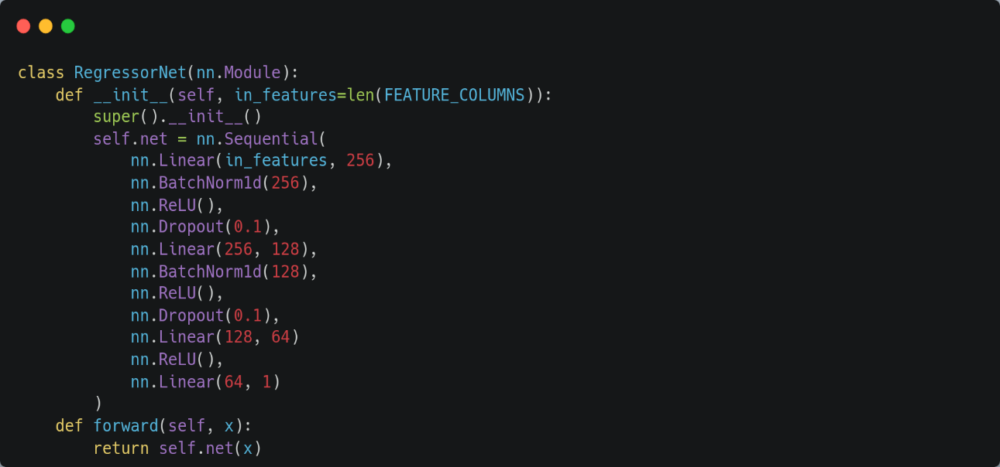 class RegressorNet(nn.Module):
    def __init__(self, in_features=len(FEATURE_COLUMNS)):
        super().__init__()
        self.net = nn.Sequential(
            nn.Linear(in_features, 256),
            nn.BatchNorm1d(256),
            nn.ReLU(),
            nn.Dropout(0.1),
            nn.Linear(256, 128),
            nn.BatchNorm1d(128),
            nn.ReLU(),
            nn.Dropout(0.1),
            nn.Linear(128, 64)
            nn.ReLU(),
            nn.Linear(64, 1)
        )
    def forward(self, x):
        return self.net(x)